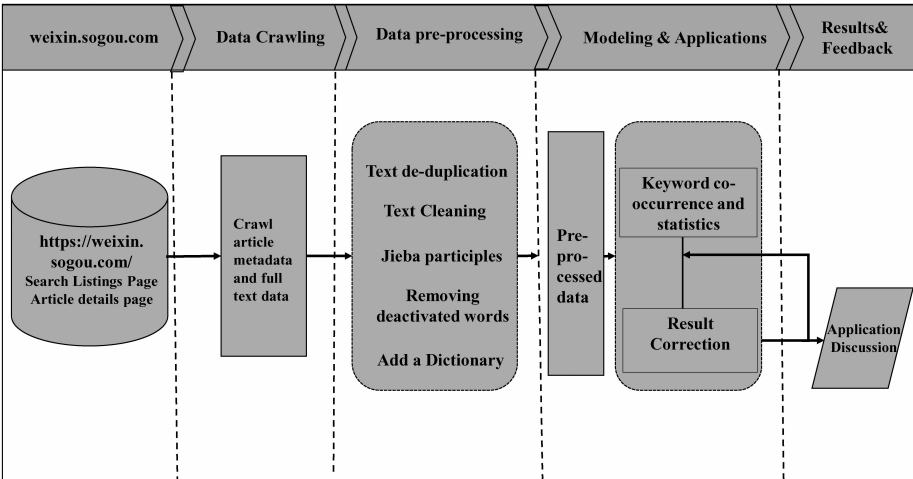 weixin.sogou.com
Data Crawling
Data pre-processing
Modeling & Applications
Results&
Feedback
https://weixin.
sogou.com/
Search Listings Page
Article details page
Crawl
article
metadata
and full
text data
Text de-duplication
Text Cleaning
Jieba participles
Removing
deactivated words
Add a Dictionary
Pre-
pro-
cessed
data
Keyword co-
occurrence and
statistics
Result
Correction
Application
Discussion